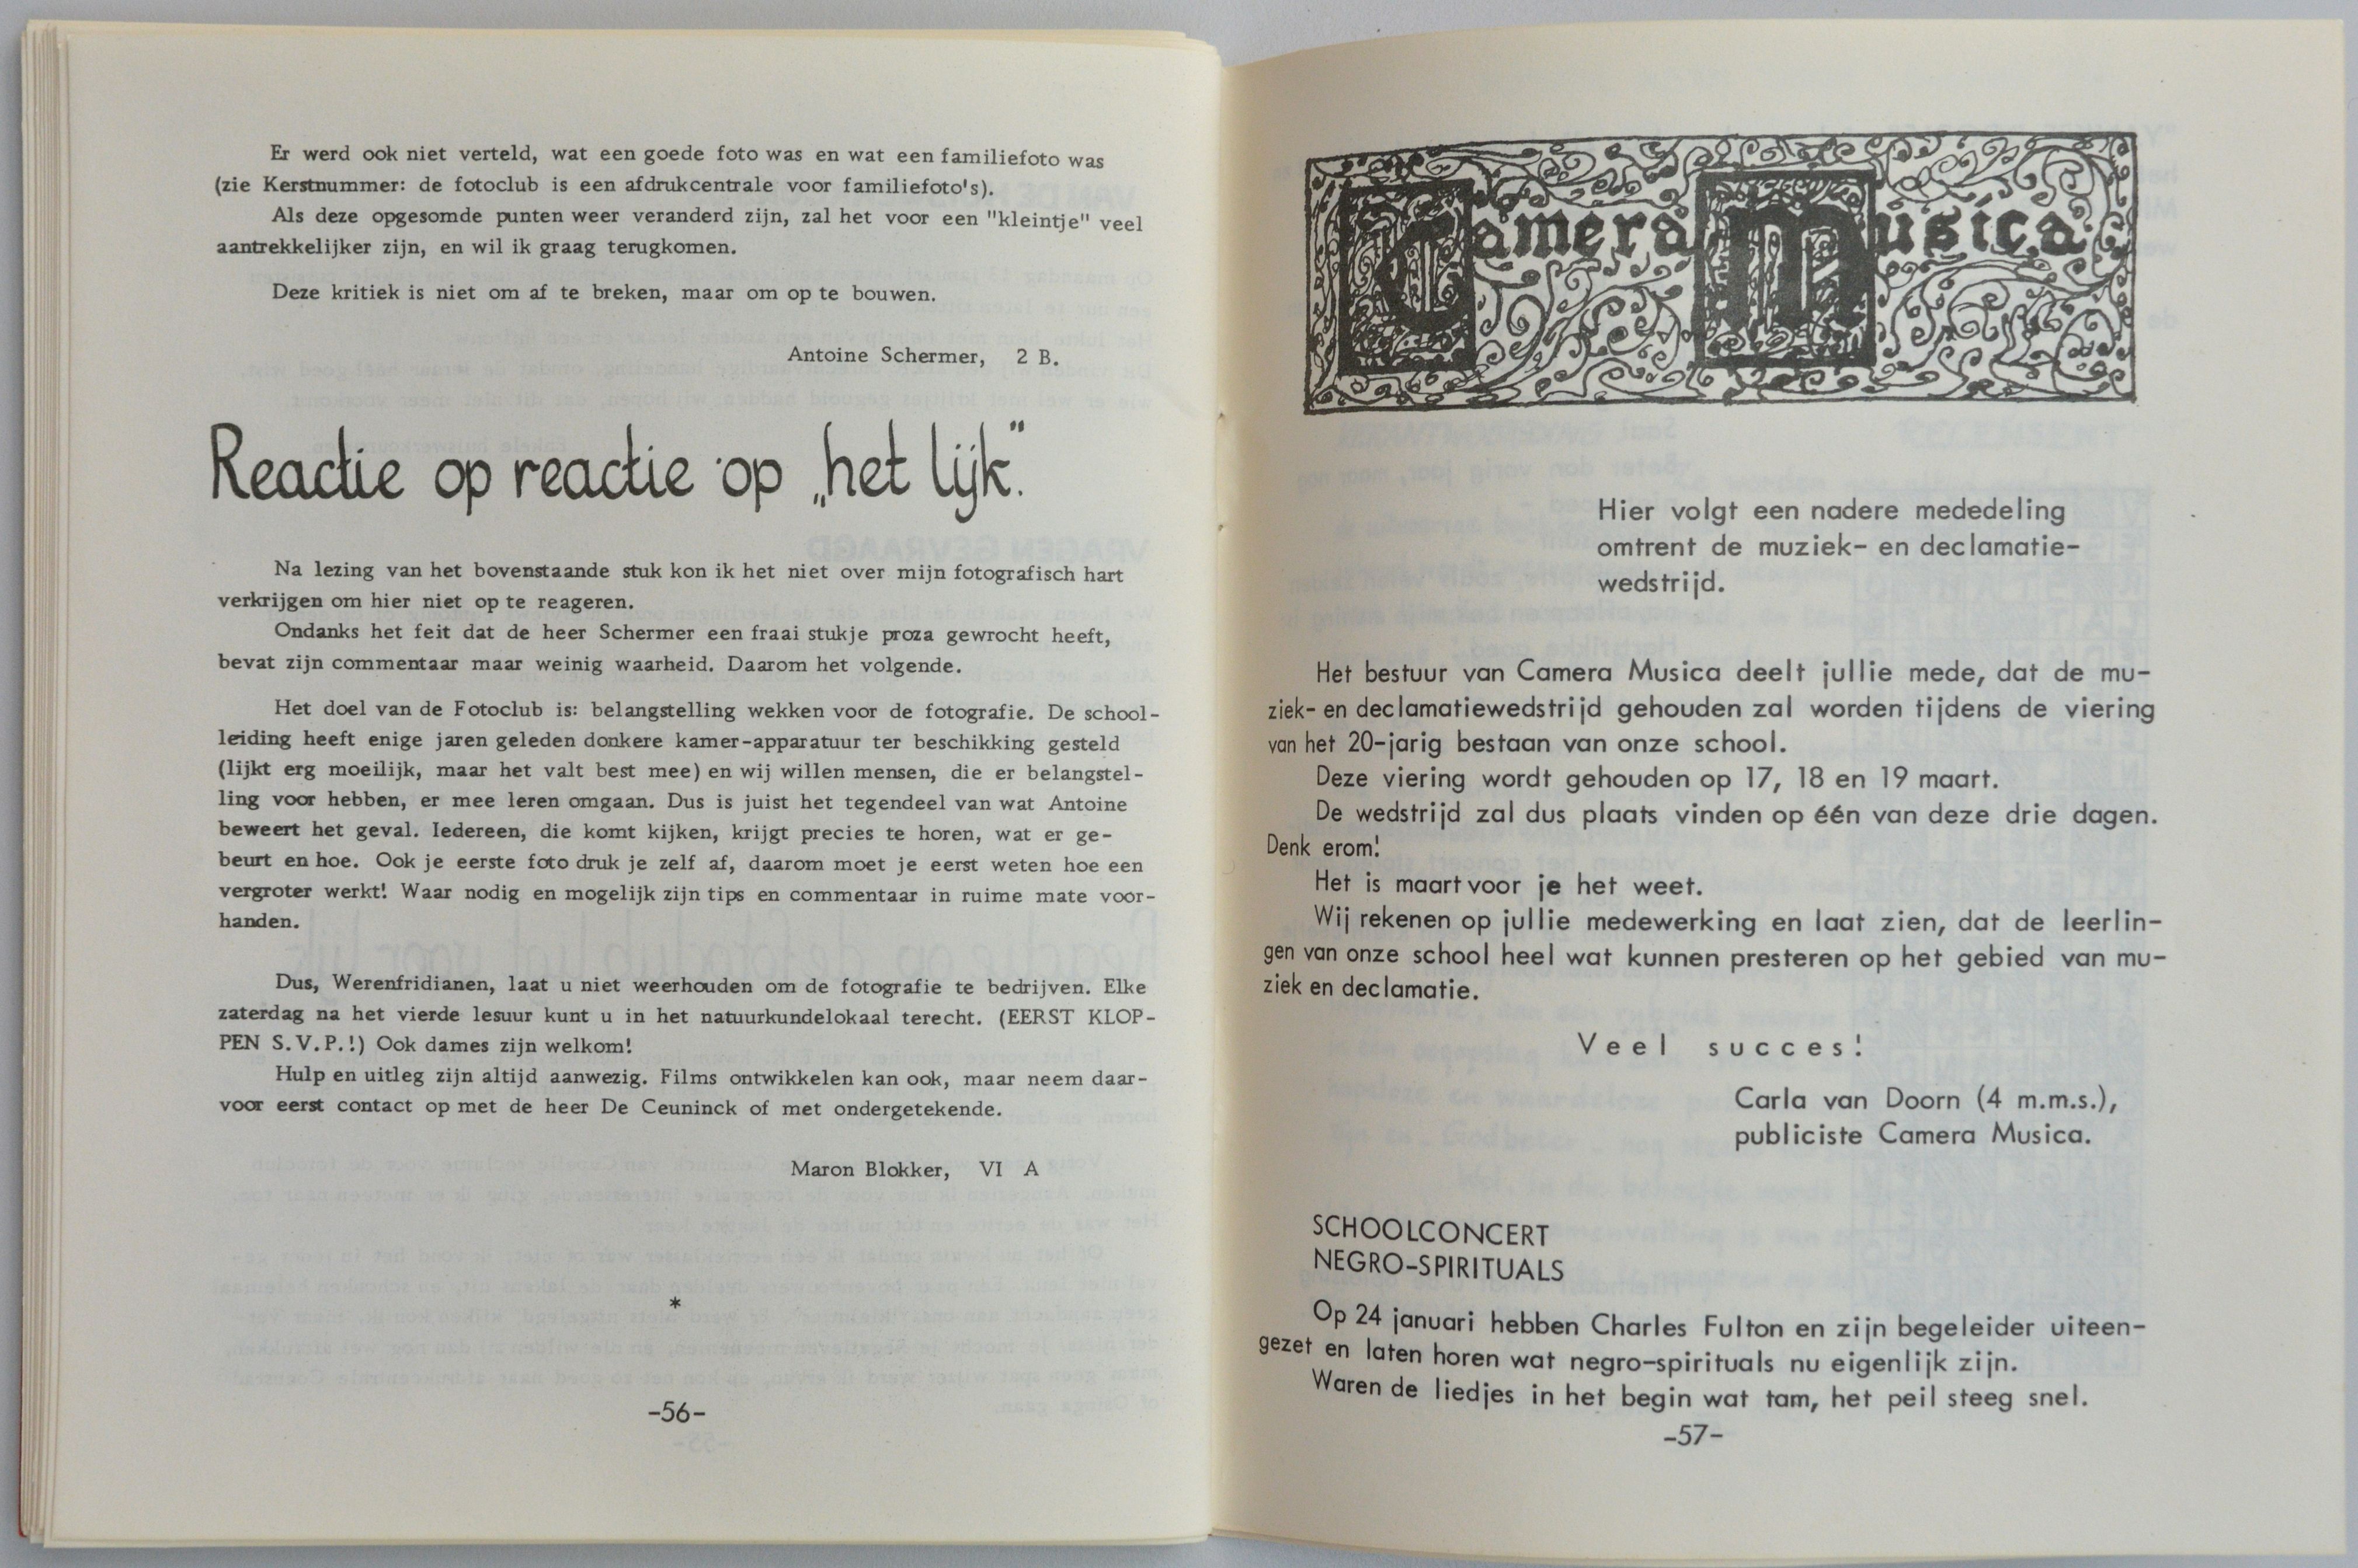 Er werd ook niet verteld, wat een goede foto was en wat een familiefoto was
(zie Kerstnummer: de fotoclub is een afdrukcentrale voor familiefoto's).
Als deze opgesomde punten weer veranderd zijn, zal het voor een "kleintje" veel
aantrekkelijker zijn, en wil ik graag terugkomen.
Deze kritiek is niet om af te breken, maar om op te bouwen.
Antoine Schermer, 2 B.
Reactie op reactie op „het lijk".
Na lezing van het bovenstaande stuk kon ik het niet over mijn fotografisch hart
verkrijgen om hier niet op te reageren.
Ondanks het feit dat de heer Schermer een fraai stukje proza gewrocht heeft,
bevat zijn commentaar maar weinig waarheid. Daarom het volgende.
Het doel van de Fotoclub is: belangstelling wekken voor de fotografie. De school-
leiding heeft enige jaren geleden donkere kamer-apparatuur ter beschikking gesteld
(lijkt erg moeilijk, maar het valt best mee) en wij willen mensen, die er belangstel-
ling voor hebben, er mee leren omgaan. Dus is juist het tegendeel van wat Antoine
beweert het geval. Iedereen, die komt kijken, krijgt precies te horen, wat er ge-
beurt en hoe. Ook je eerste foto druk je zelf af, daarom moet je eerst weten hoe een
vergroter werkt! Waar nodig en mogelijk zijn tips en commentaar in ruime mate voor-
handen.
Dus, Werenfridianen, laat u niet weerhouden om de fotografie te bedrijven. Elke
zaterdag na het vierde lesuur kunt u in het natuurkundelokaal terecht. (EERST KLOP-
PEN S.V.P.!) Ook dames zijn welkom!
Hulp en uitleg zijn altijd aanwezig. Films ontwikkelen kan ook, maar neem daar-
voor eerst contact op met de heer De Ceuninck of met ondergetekende.
Maron Blokker, VI A
*
-56-
Camera Musica
Hier volgt een nadere mededeling
omtrent de muziek- en declamatie-
wedstrijd.
Het bestuur van Camera Musica deelt jullie mede, dat de mu-
ziek- en declamatiewedstrijd gehouden zal worden tijdens de viering
van het 20-jarig bestaan van onze school.
Deze viering wordt gehouden op 17, 18 en 19 maart.
De wedstrijd zal dus plaats vinden op één van deze drie dagen.
Denk erom!
Het is maart voor je het weet.
Wij rekenen op jullie medewerking en laat zien, dat de leerlin-
gen van onze school heel wat kunnen presteren op het gebied van mu-
ziek en declamatie.
Veel succes!
Carla van Doorn (4 m.m.s.),
publiciste Camera Musica.
SCHOOLCONCERT
NEGRO-SPIRITUALS
Op 24 januari hebben Charles Fulton en zijn begeleider uiteen-
gezet en laten horen wat negro-spirituals nu eigenlijk zijn.
Waren de liedjes in het begin wat tam, het peil steeg snel.
-57-